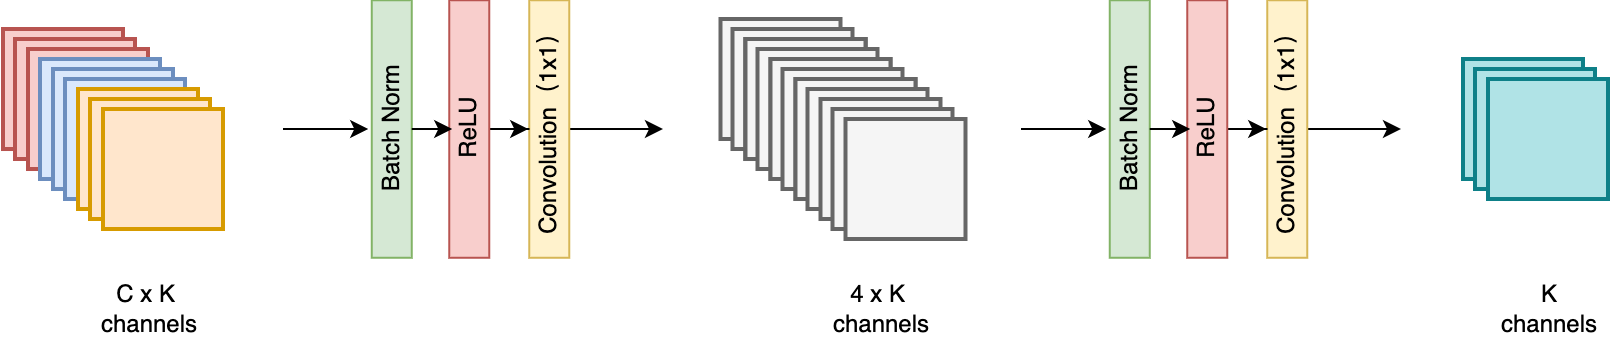 Batch Norm
ReLU
Convolution (1x1)
Batch Norm
ReLU
Convolution (1x1)
C x K
channels
4 x K
channels
K
channels